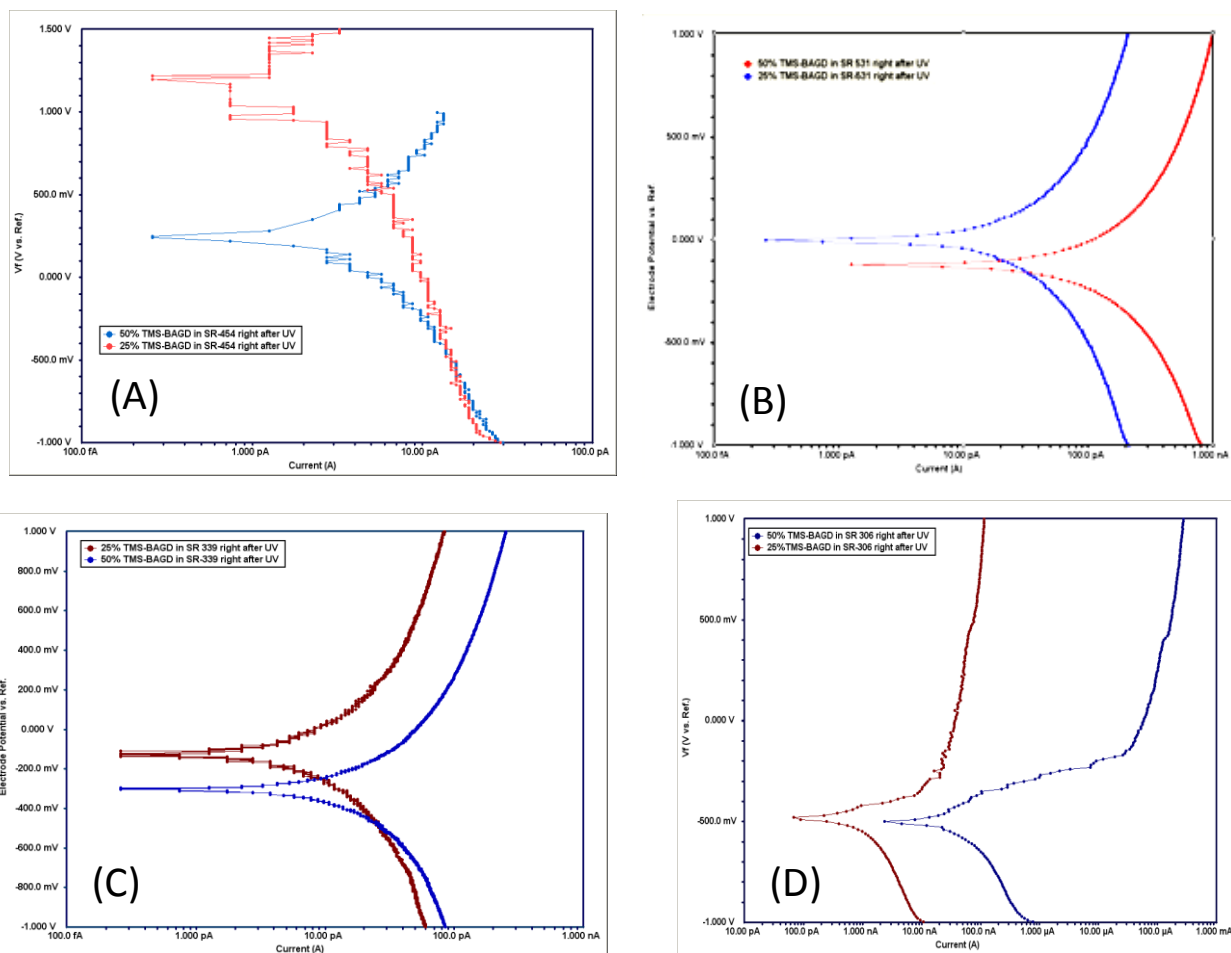 1.500 V
1.000 V
500.0 mV
0.000 V
-500.0 mV
-1.000 V
Vf (V vs. Ref.)
50% TMS-BAGD in SR-454 right after UV
25% TMS-BAGD in SR-454 right after UV
(A)
100.0 fA
1.000 pA
10.00 pA
100.0 pA
Current (A)
1.000 V
500.0 mV
0.000 V
-500.0 mV
-1.000 V
Electrode Potential vs. Ref
50% TMS-BAGD in SR 531 right after UV
25% TMS-BAGD in SR-531 right after UV
(B)
100.0 fA
1.000 pA
10.00 pA
100.0 pA
1.000 nA
Current (A)
1.000 V
800.0 mV
600.0 mV
400.0 mV
200.0 mV
0.000 V
-200.0 mV
-400.0 mV
-600.0 mV
-800.0 mV
-1.000 V
Electrode Potential vs. Ref.
25% TMS-BAGD in SR 339 right after UV
50% TMS-BAGD in SR-339 right after UV
(C)
100.0 fA
1.000 pA
10.00 pA
100.0 pA
1.000 nA
Current (A)
1.000 V
500.0 mV
0.000 V
-500.0 mV
-1.000 V
Vf (V vs. Ref.)
50% TMS-BAGD in SR 306 right after UV
25%TMS-BAGD in SR-306 right after UV
(D)
10.00 pA
100.0 pA
1.000 nA
10.00 nA
100.0 nA
1.000 µA
10.00 µA
100.0 µA
1.000 mA
Current (A)